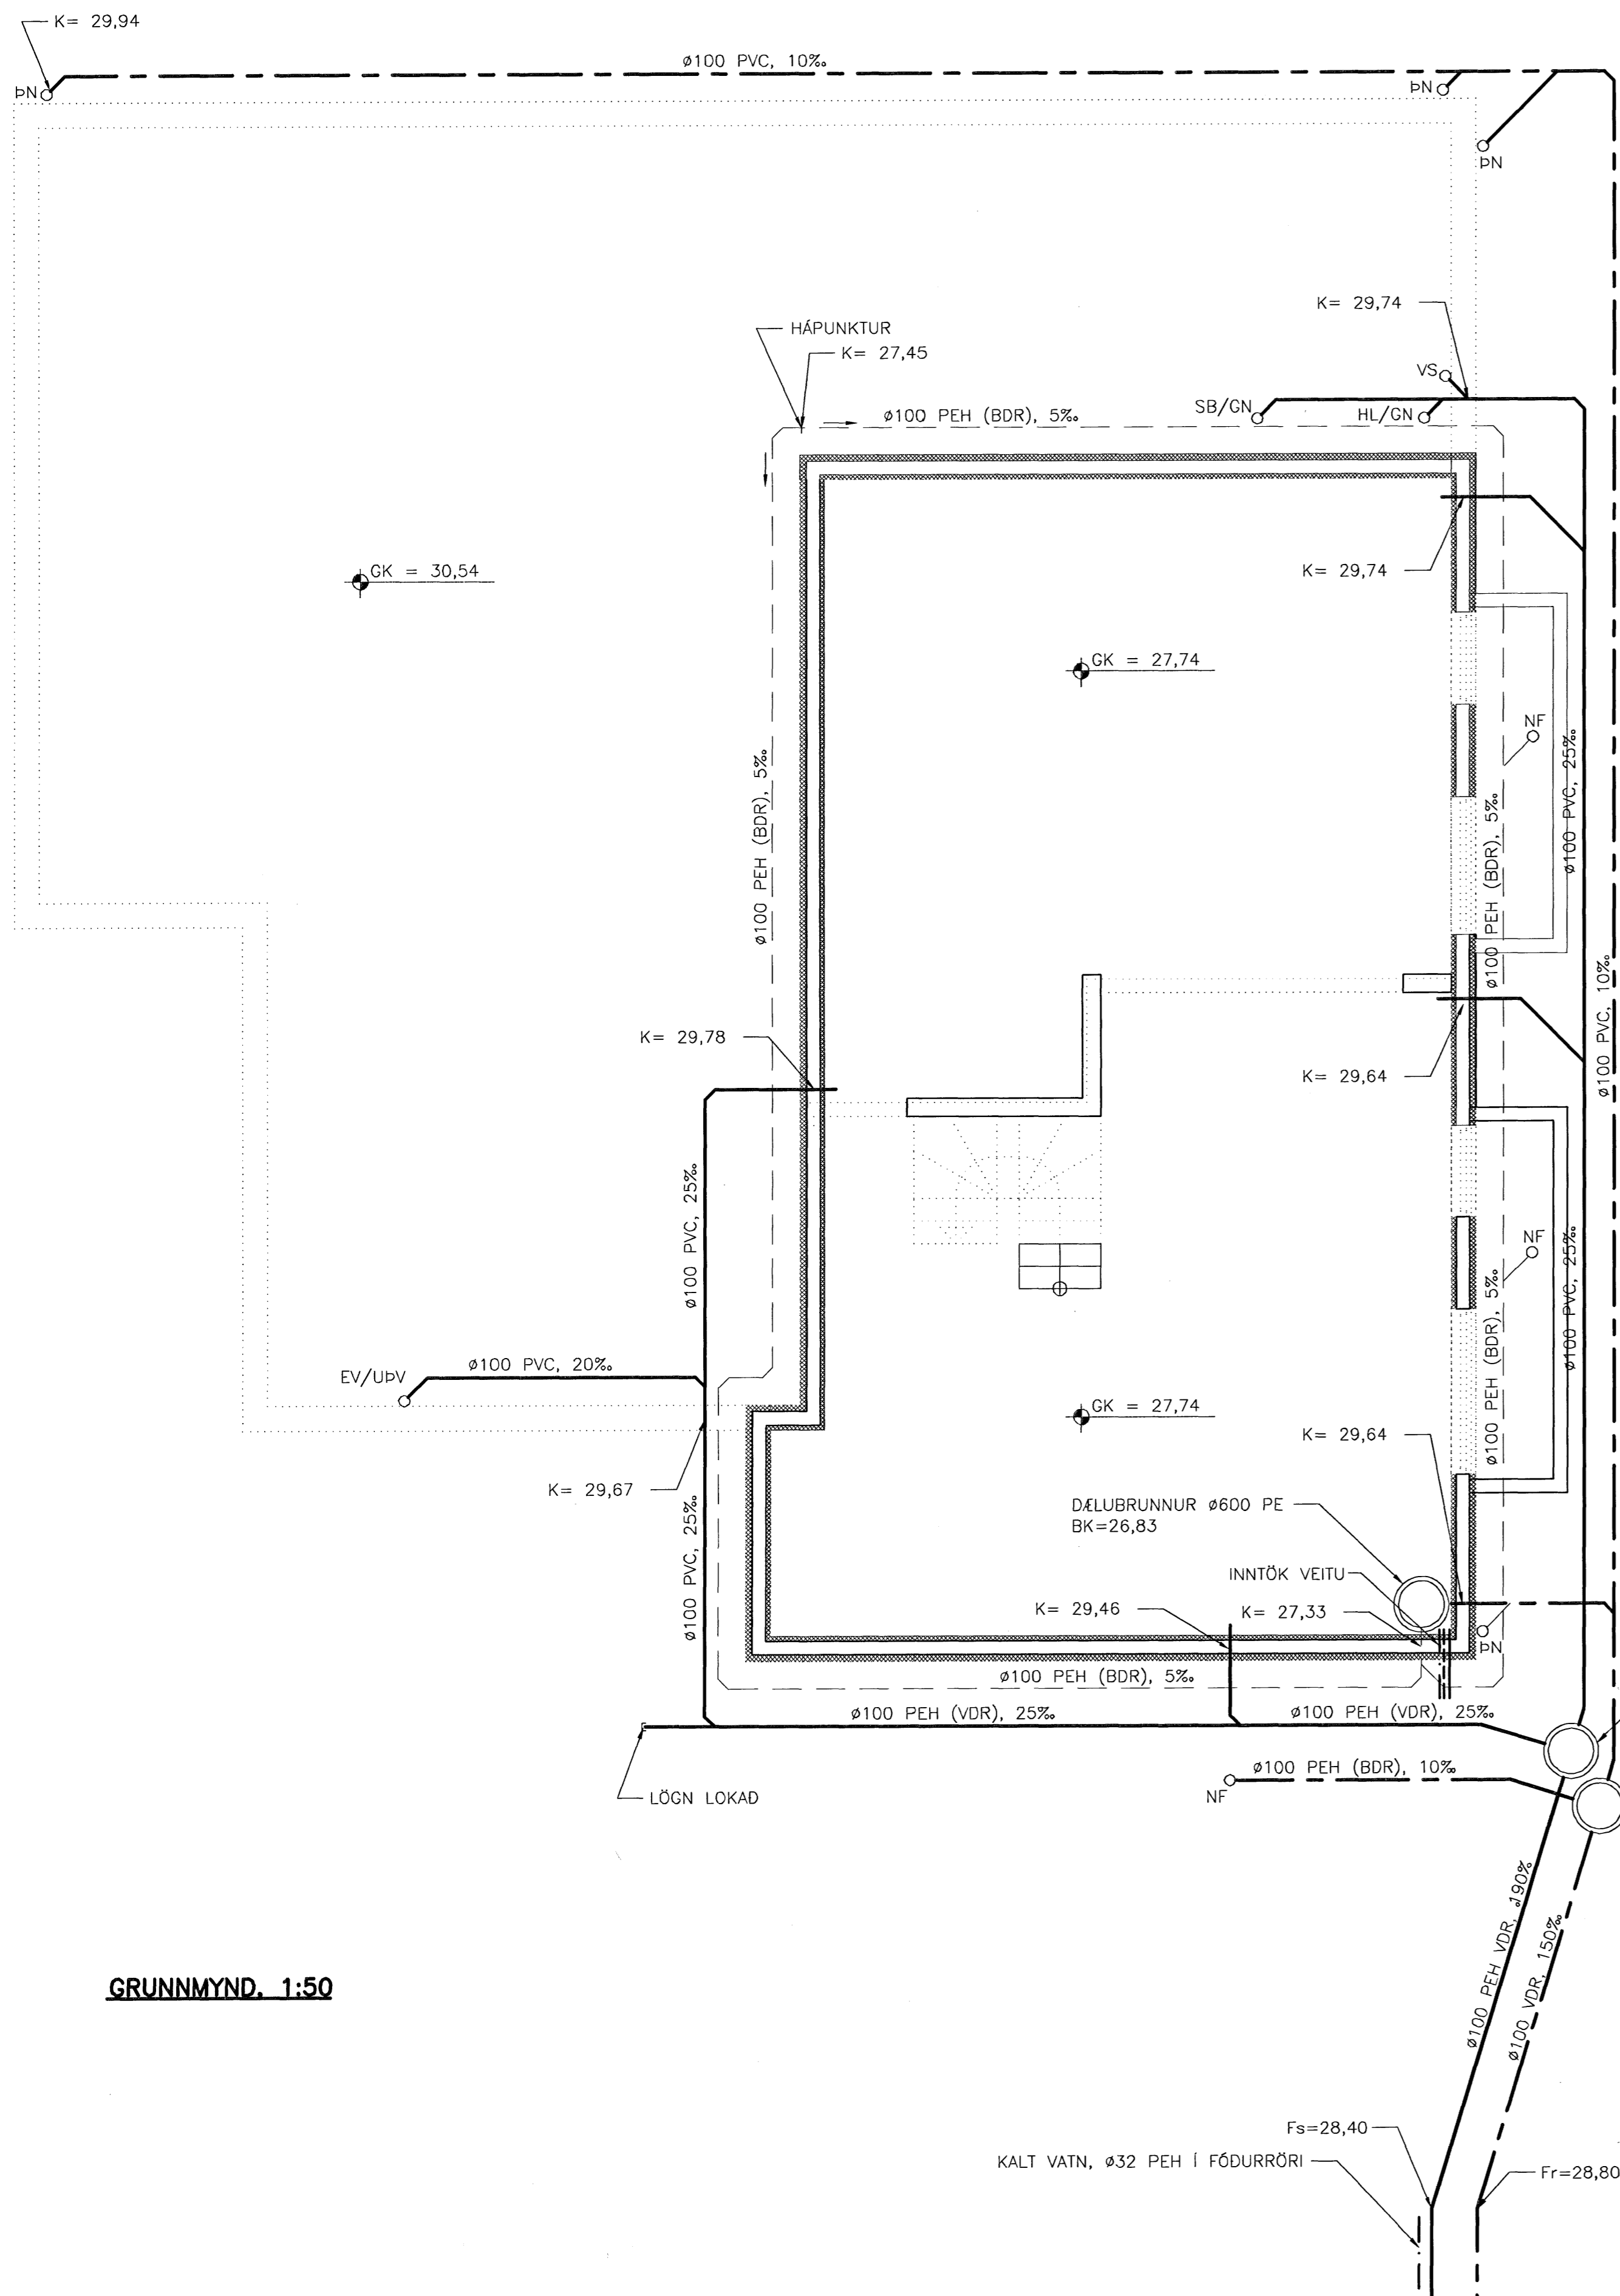 K= 29,94
ø100 PVC, 10‰
ÞN
ÞN
ÞN
K= 29,74
HÁPUNKTUR
K= 27,45
VS
SB/GN
HL/GN
ø100 PEH (BDR), 5‰
K= 29,74
GK = 30,54
GK = 27,74
NF
ø100 PVC, 25‰
ø100 PEH (BDR), 5‰
ø100 PEH (BDR), 5‰
ø100 PVC, 10‰
K= 29,78
K= 29,64
ø100 PVC, 25‰
NF
ø100 PVC, 25‰
ø100 PEH (BDR), 5‰
EV/UÞV
ø100 PVC, 20‰
GK = 27,74
K= 29,64
K= 29,67
DÆLUBRUNNUR ø600 PE
BK=26,83
ø100 PVC, 25‰
INNTÖK VEITU
K= 29,46
K= 27,33
ÞN
ø100 PEH (BDR), 5‰
ø100 PEH (VDR), 25‰
ø100 PEH (VDR), 25‰
ø100 PEH (BDR), 10‰
NF
LÖGN LOKAÐ
ø100 PEH VDR, 190‰
ø100 VDR, 150‰
GRUNNMYND. 1:50
Fs=28,40
KALT VATN, ø32 PEH Í FÓÐURRÖRI
Fr=28,80